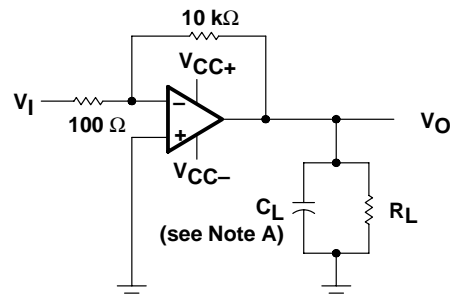 10 kΩ
VCC+
VI
−
100 Ω
+
VO
VCC−
CL
RL
(see Note A)